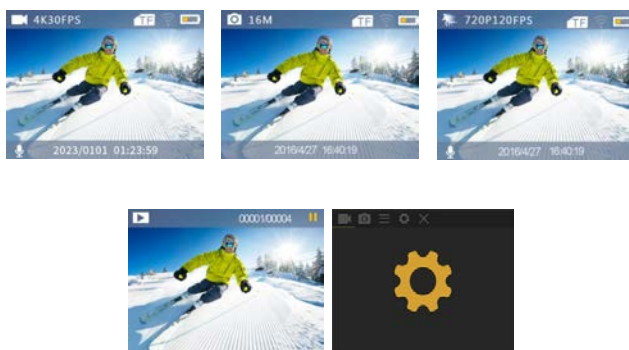 4K30FPS TF
16M TF
720P120FPS TF
2023/0101 01:23:59
2016/4/27 16:40:19
2016/4/27 16:40:19
00001/00004